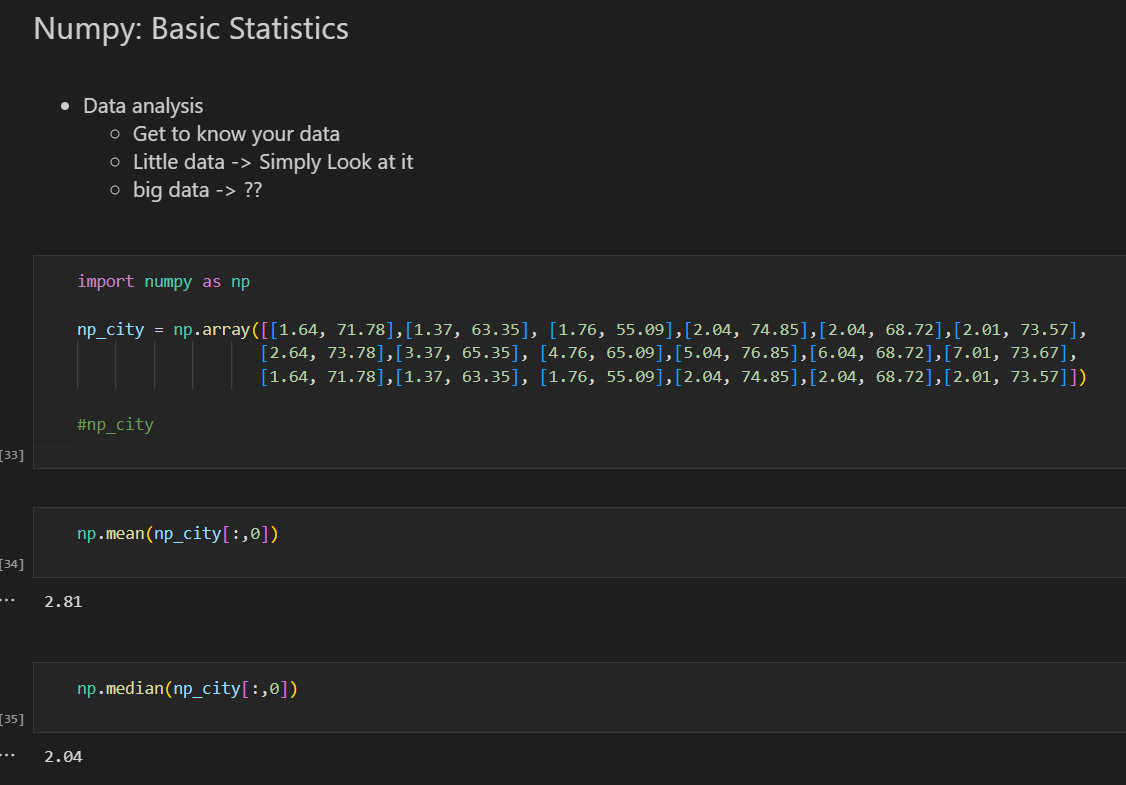 Numpy: Basic Statistics
• Data analysis
○ Get to know your data
○ Little data -> Simply Look at it
○ big data -> ??
import numpy as np
np_city = np.array([[1.64, 71.78],[1.37, 63.35], [1.76, 55.09],[2.04, 74.85],[2.04, 68.72],[2.01, 73.57],
[2.64, 73.78],[3.37, 65.35], [4.76, 65.09],[5.04, 76.85],[6.04, 68.72],[7.01, 73.67],
[1.64, 71.78],[1.37, 63.35], [1.76, 55.09],[2.04, 74.85],[2.04, 68.72],[2.01, 73.57]])
#np_city
[33]
np.mean(np_city[:,0])
[34]
... 2.81
np.median(np_city[:,0])
[35]
... 2.04